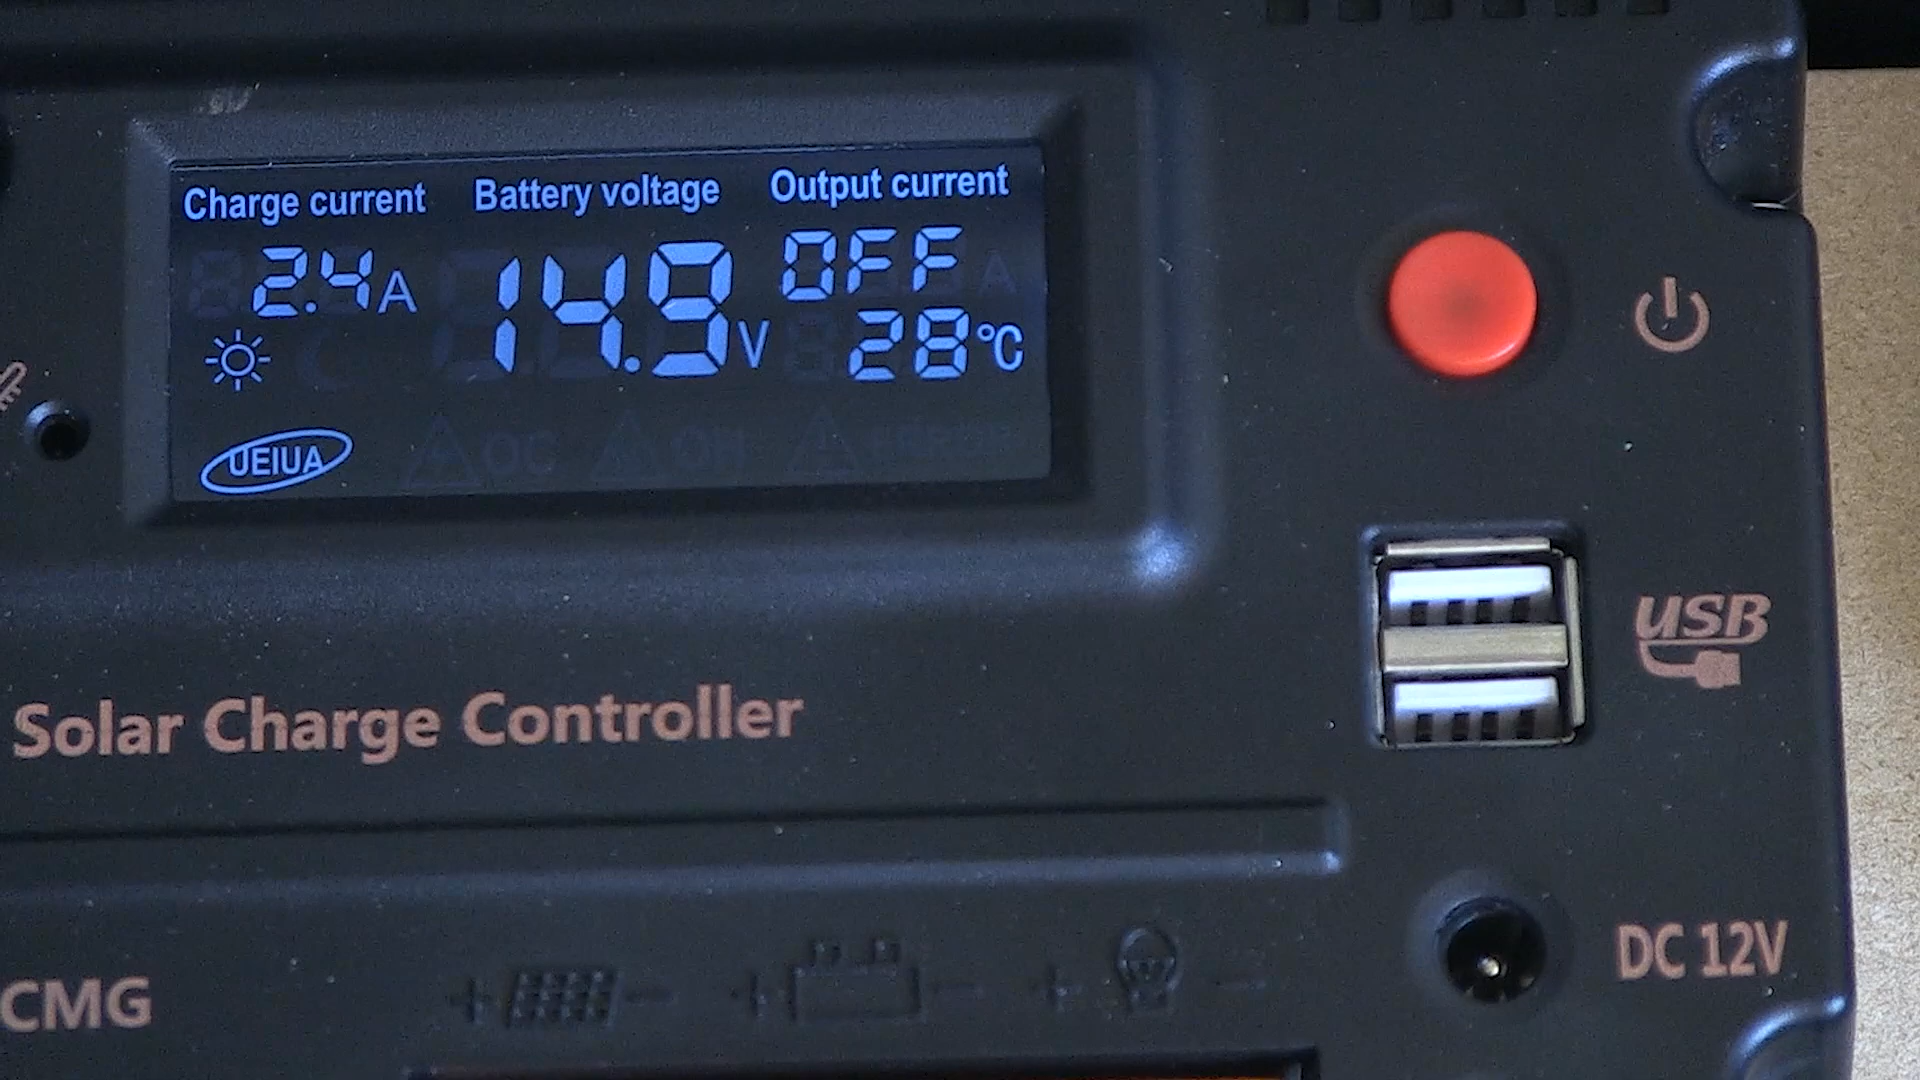 Charge current Battery voltage Output current
2.4A 14.9V OFF
28°C
UEIUA
USB
Solar Charge Controller
DC 12V
CMG